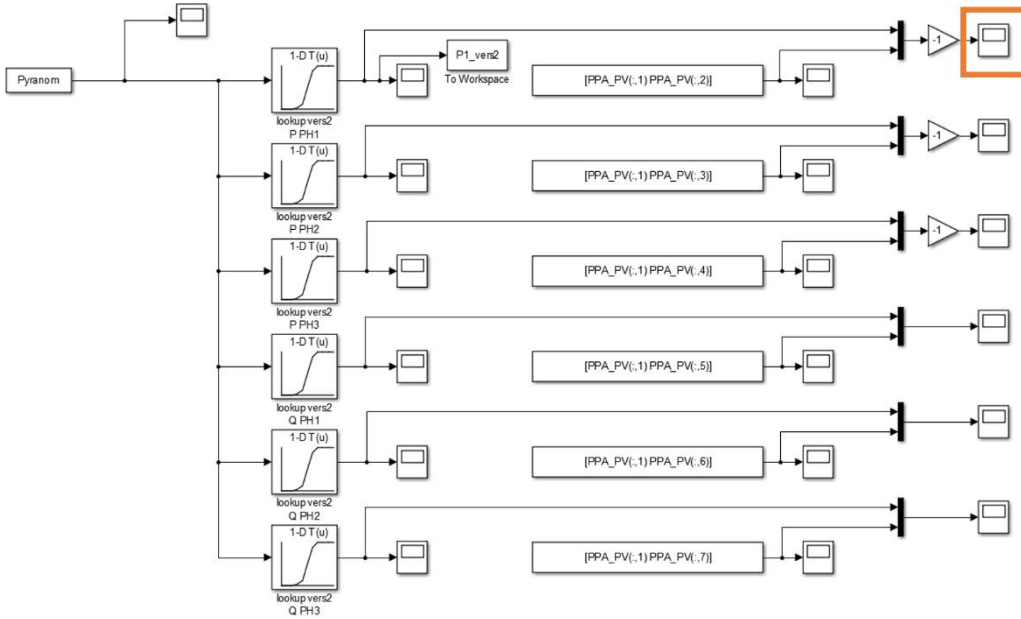 Pyranom
1-D T(u)
lookup vers2
P PH1
P1_vers2
To Workspace
[PPA_PV(:,1) PPA_PV(:,2)]
-1
1-D T(u)
lookup vers2
P PH2
[PPA_PV(:,1) PPA_PV(:,3)]
-1
1-D T(u)
lookup vers2
P PH3
[PPA_PV(:,1) PPA_PV(:,4)]
-1
1-D T(u)
lookup vers2
Q PH1
[PPA_PV(:,1) PPA_PV(:,5)]
1-D T(u)
lookup vers2
Q PH2
[PPA_PV(:,1) PPA_PV(:,6)]
1-D T(u)
lookup vers2
Q PH3
[PPA_PV(:,1) PPA_PV(:,7)]